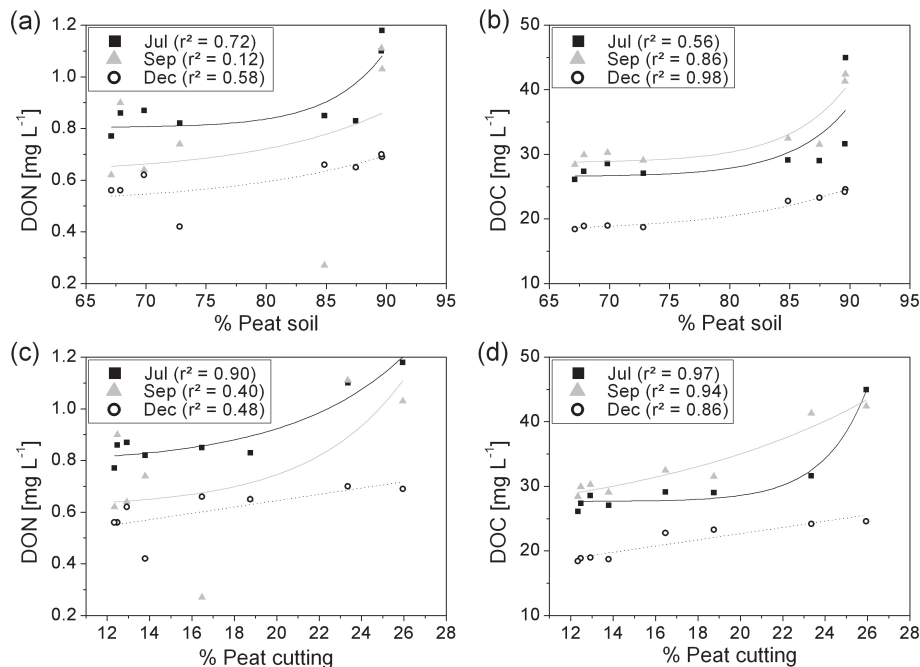 (a)
Jul (r² = 0.72)
Sep (r² = 0.12)
Dec (r² = 0.58)
DON [mg L⁻¹]
1.2
1.0
0.8
0.6
0.4
0.2
65 70 75 80 85 90 95
% Peat soil
(b)
Jul (r² = 0.56)
Sep (r² = 0.86)
Dec (r² = 0.98)
DOC [mg L⁻¹]
50
40
30
20
10
65 70 75 80 85 90 95
% Peat soil
(c)
Jul (r² = 0.90)
Sep (r² = 0.40)
Dec (r² = 0.48)
DON [mg L⁻¹]
1.2
1.0
0.8
0.6
0.4
0.2
12 14 16 18 20 22 24 26 28
% Peat cutting
(d)
Jul (r² = 0.97)
Sep (r² = 0.94)
Dec (r² = 0.86)
DOC [mg L⁻¹]
50
40
30
20
10
12 14 16 18 20 22 24 26 28
% Peat cutting